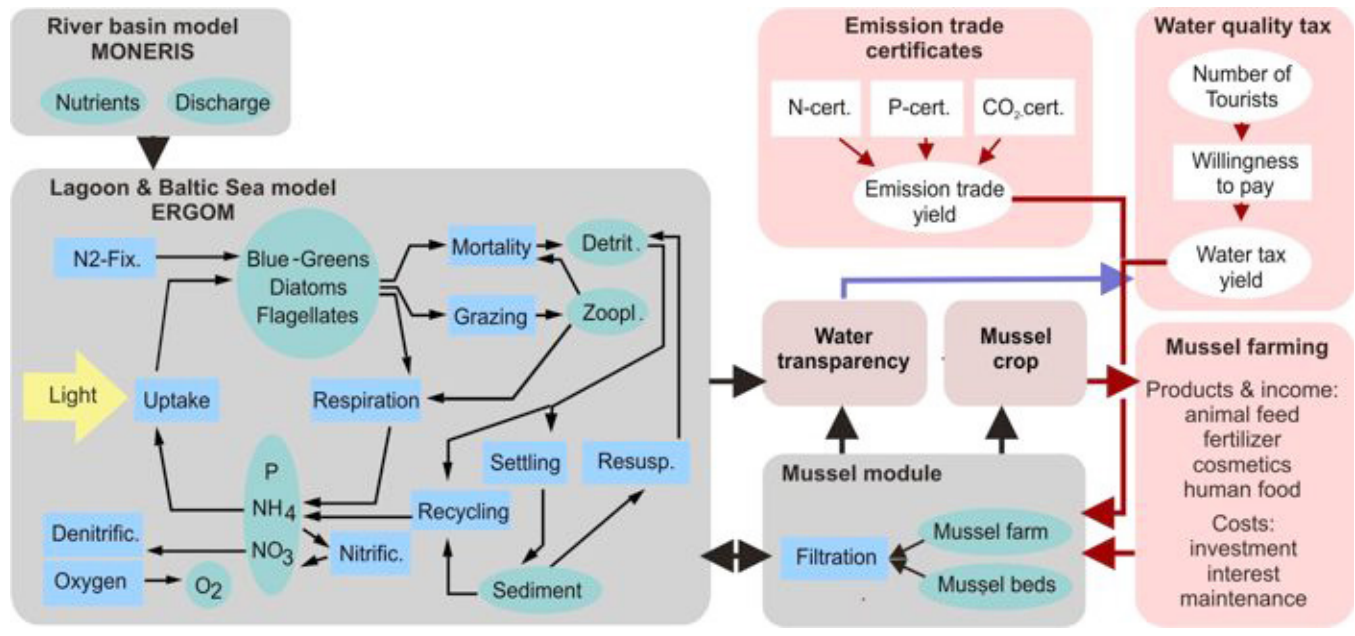 River basin model
MONERIS
Nutrients
Discharge
Lagoon & Baltic Sea model
ERGOM
N2-Fix.
Blue-Greens
Diatoms
Flagellates
Mortality
Detrit.
Grazing
Zoopl.
Light
Uptake
Respiration
P
NH4
NO3
Settling
Resusp.
Recycling
Denitrific.
Nitrific.
Oxygen
O2
Sediment
Emission trade
certificates
N-cert.
P-cert.
CO2-cert.
Emission trade
yield
Water quality tax
Number of
Tourists
Willingness
to pay
Water tax
yield
Water
transparency
Mussel
crop
Mussel farming
Products & income:
animal feed
fertilizer
cosmetics
human food
Costs:
investment
interest
maintenance
Mussel module
Filtration
Mussel farm
Mussel beds